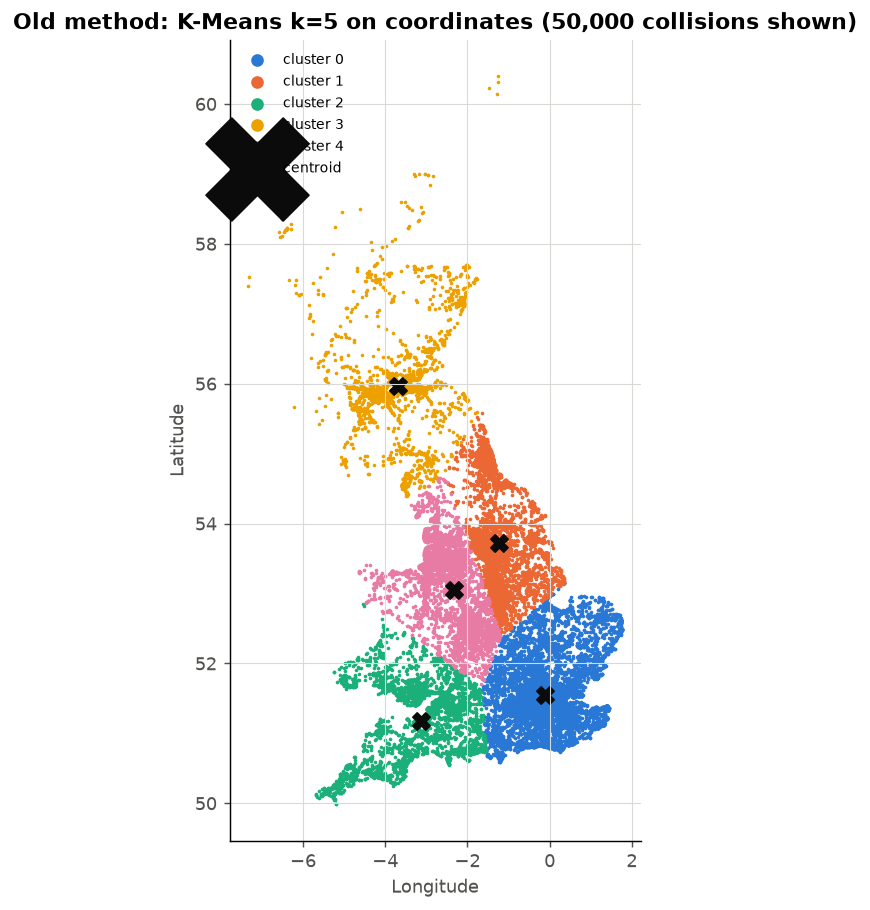 Old method: K-Means k=5 on coordinates (50,000 collisions shown)
cluster 0
cluster 1
cluster 2
cluster 3
cluster 4
centroid
60
58
56
54
52
50
Latitude
−6
−4
−2
0
2
Longitude